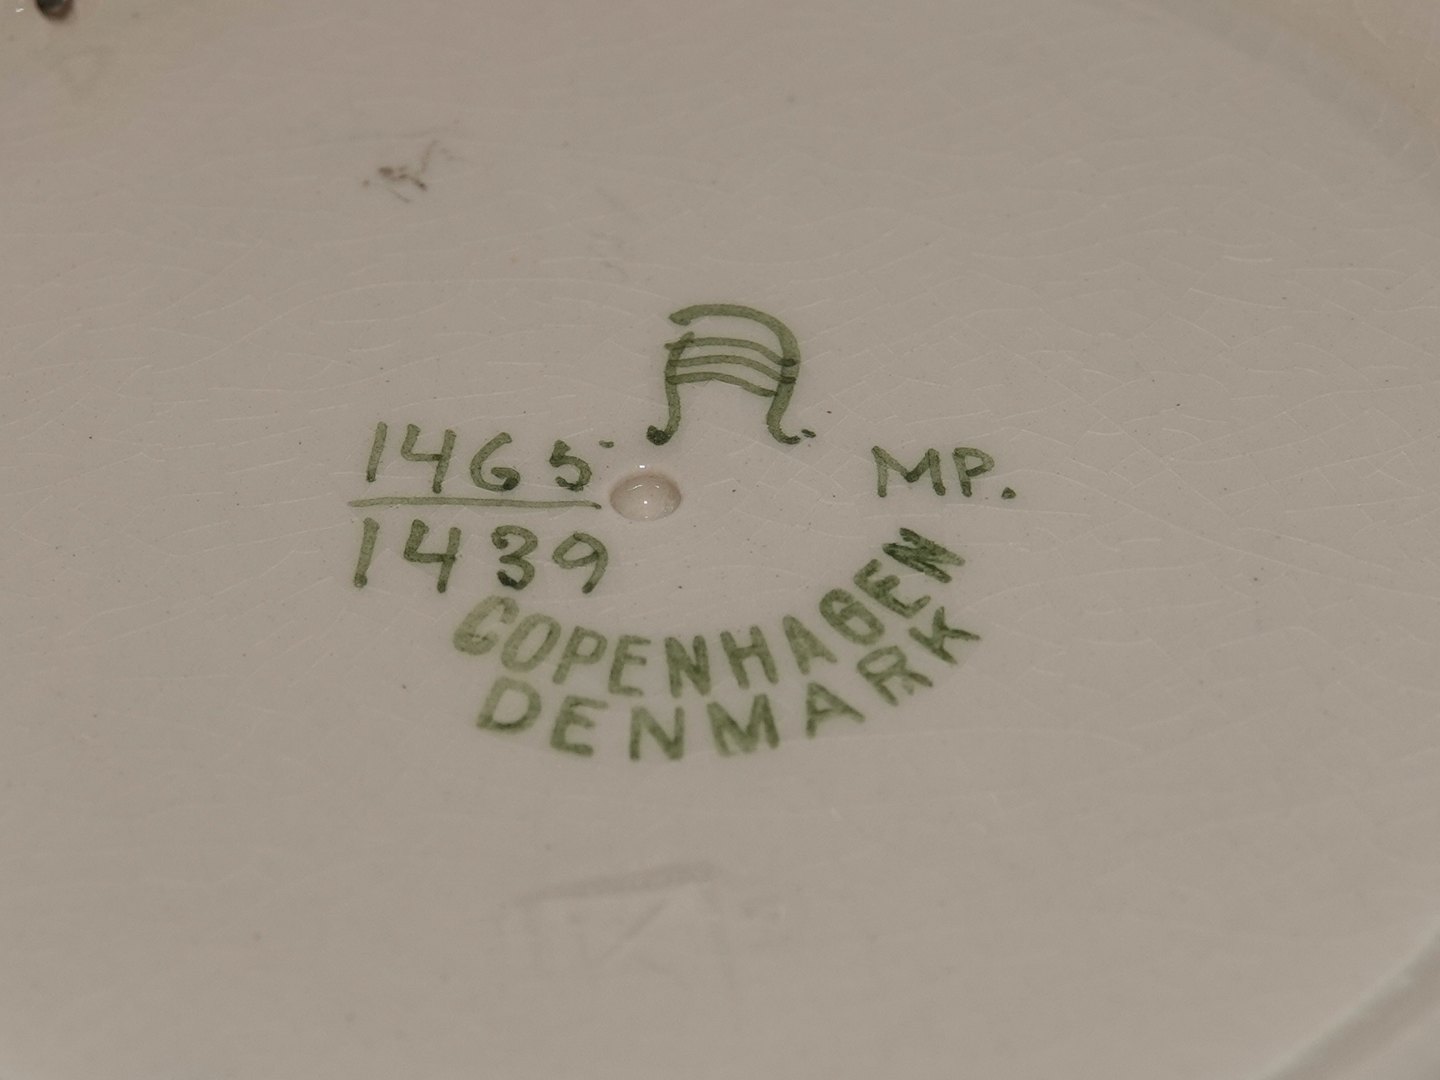 1465
1439
MP.
COPENHAGEN
DENMARK